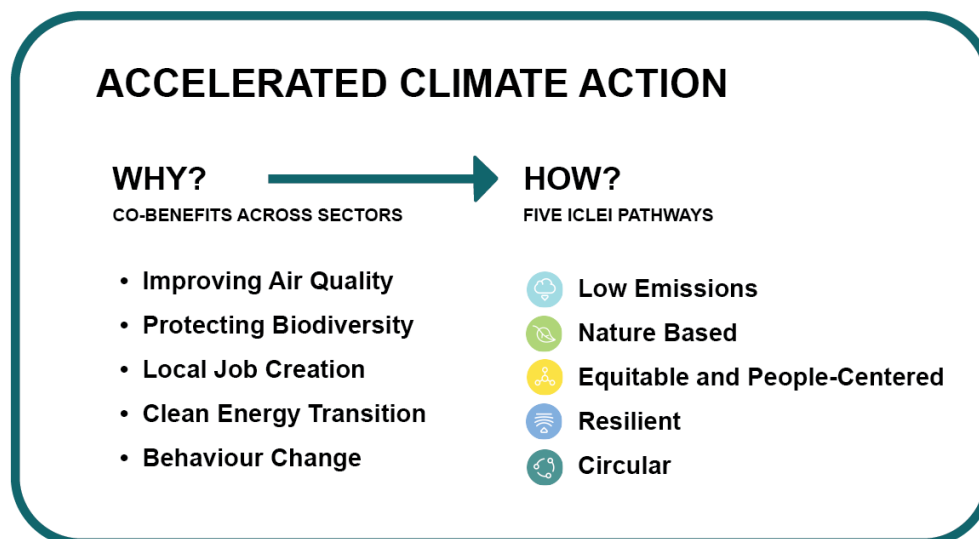 ACCELERATED CLIMATE ACTION
WHY?
CO-BENEFITS ACROSS SECTORS
• Improving Air Quality
• Protecting Biodiversity
• Local Job Creation
• Clean Energy Transition
• Behaviour Change
HOW?
FIVE ICLEI PATHWAYS
Low Emissions
Nature Based
Equitable and People-Centered
Resilient
Circular